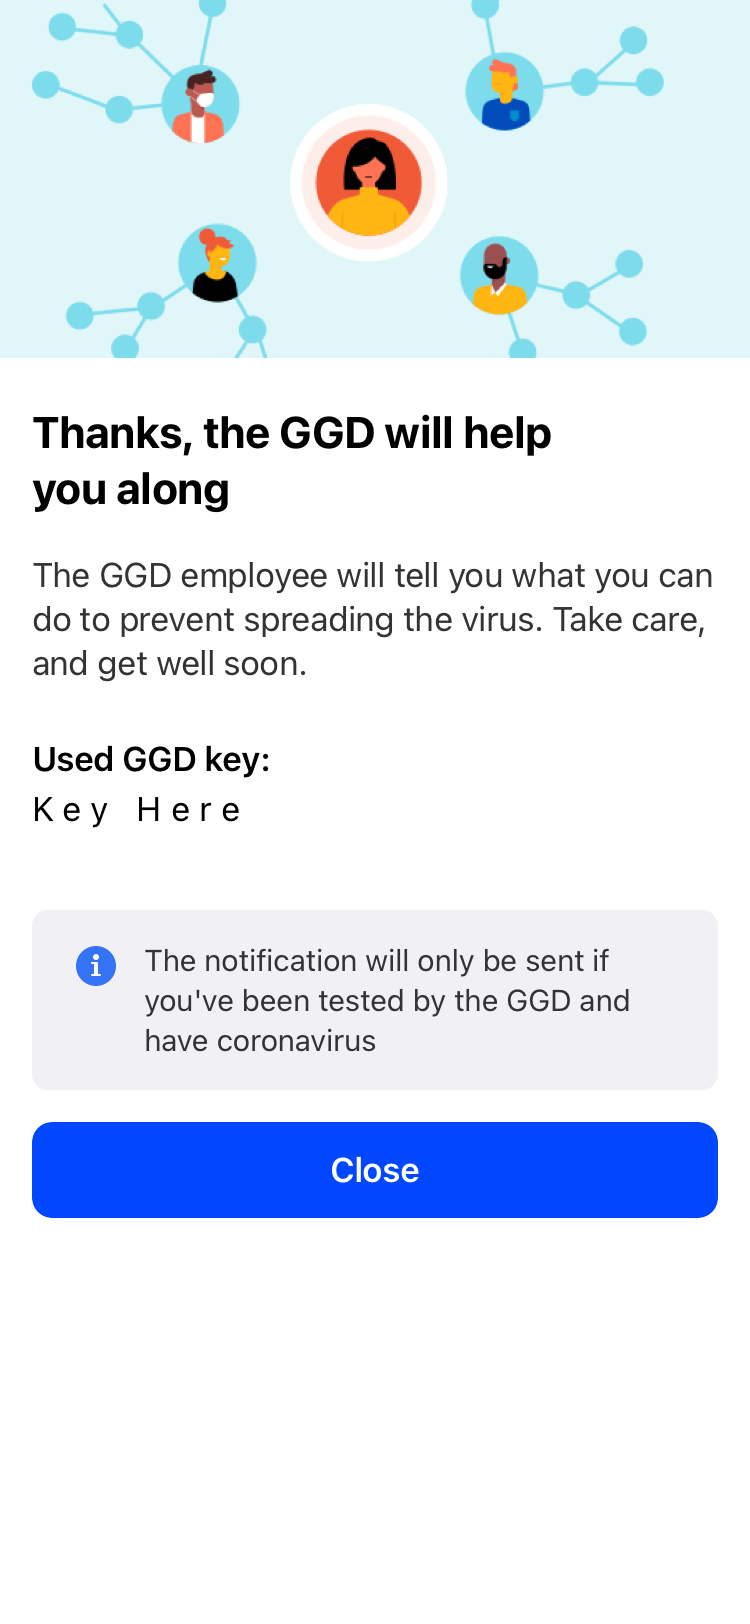 Thanks, the GGD will help
you along
The GGD employee will tell you what you can
do to prevent spreading the virus. Take care,
and get well soon.
Used GGD key:
Key Here
The notification will only be sent if
you've been tested by the GGD and
have coronavirus
Close